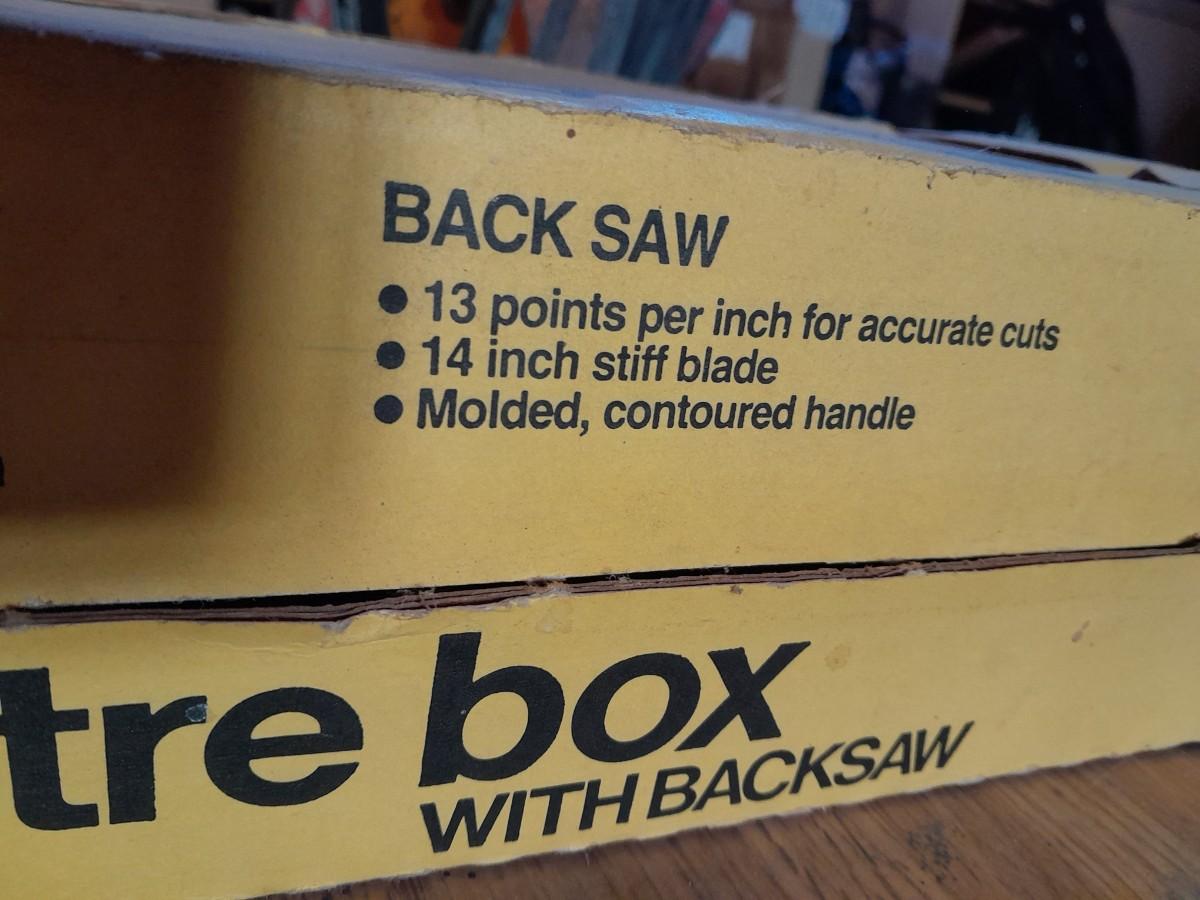 BACK SAW
● 13 points per inch for accurate cuts
● 14 inch stiff blade
● Molded, contoured handle
tre box
WITH BACKSAW